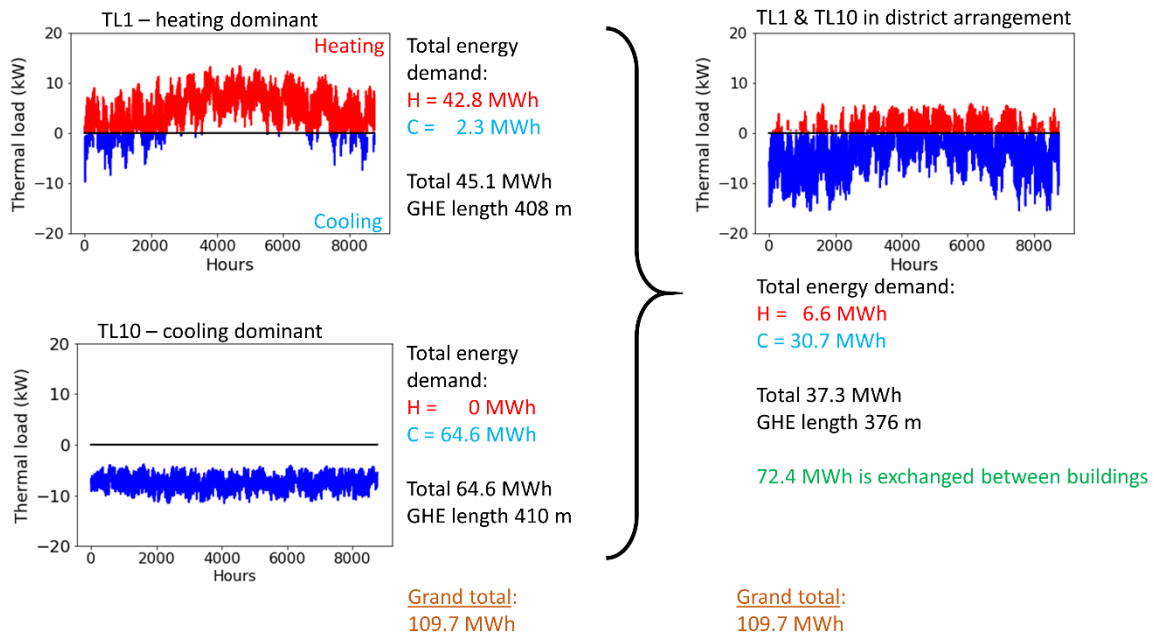 TL1 – heating dominant
20
10
0
−10
−20
Thermal load (kW)
Heating
Cooling
0 2000 4000 6000 8000
Hours
Total energy
demand:
H = 42.8 MWh
C = 2.3 MWh
Total 45.1 MWh
GHE length 408 m
TL10 – cooling dominant
20
10
0
−10
−20
Thermal load (kW)
0 2000 4000 6000 8000
Hours
Total energy
demand:
H = 0 MWh
C = 64.6 MWh
Total 64.6 MWh
GHE length 410 m
Grand total:
109.7 MWh
TL1 & TL10 in district arrangement
20
10
0
−10
−20
Thermal load (kW)
0 2000 4000 6000 8000
Hours
Total energy demand:
H = 6.6 MWh
C = 30.7 MWh
Total 37.3 MWh
GHE length 376 m
72.4 MWh is exchanged between buildings
Grand total:
109.7 MWh